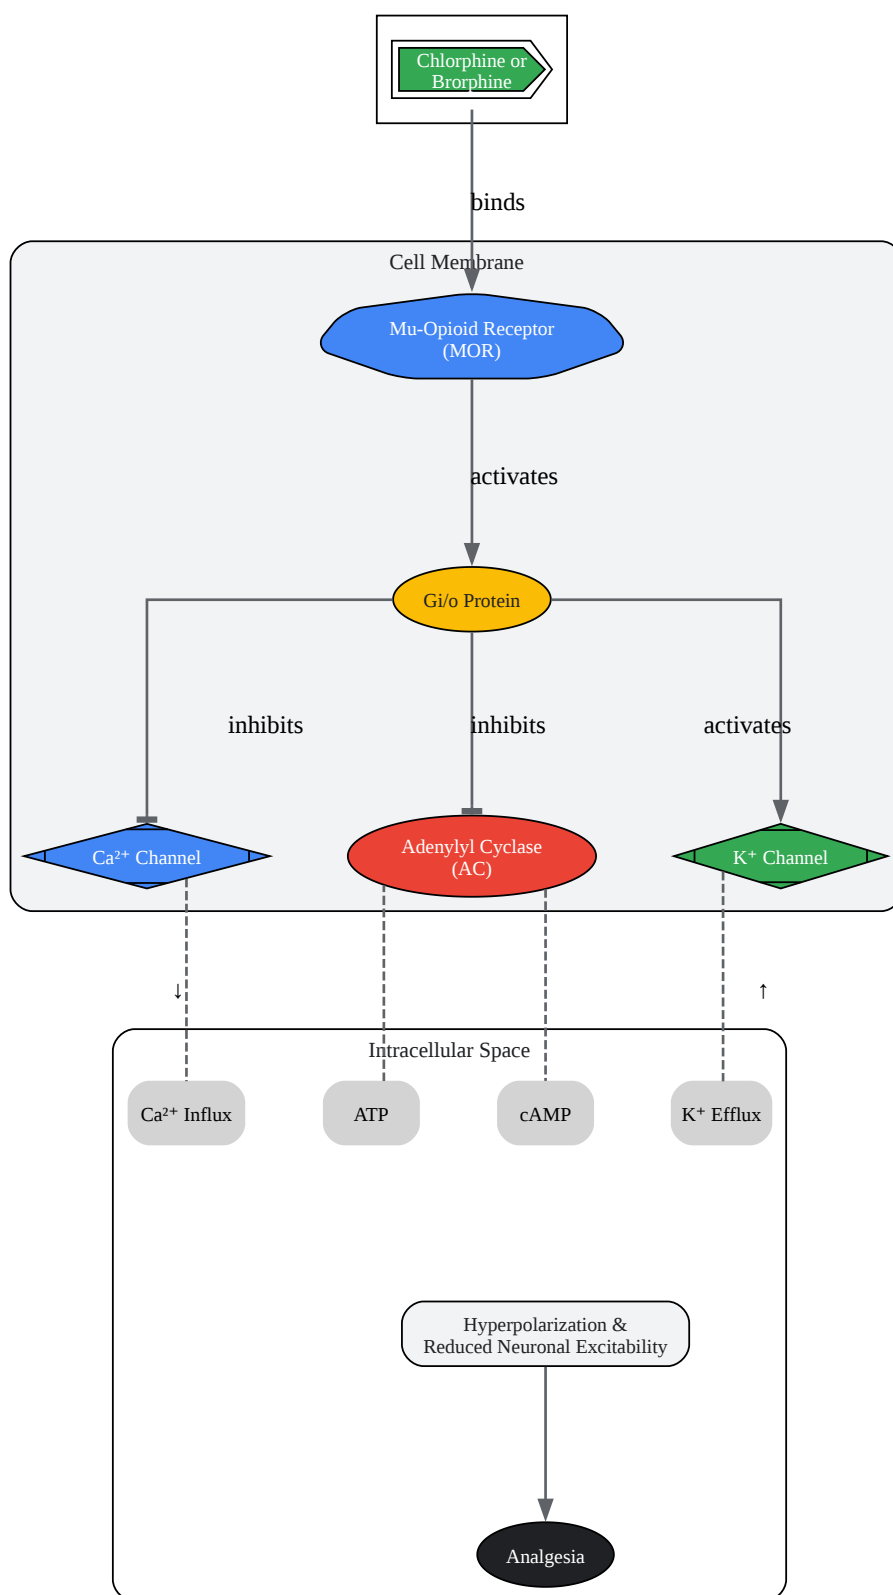 Chlorphine or
Brorphine
binds
Cell Membrane
Mu-Opioid Receptor
(MOR)
activates
Gi/o Protein
inhibits
inhibits
activates
Ca²⁺ Channel
Adenylyl Cyclase
(AC)
K⁺ Channel
↓
↑
Intracellular Space
Ca²⁺ Influx
ATP
cAMP
K⁺ Efflux
Hyperpolarization &
Reduced Neuronal Excitability
Analgesia